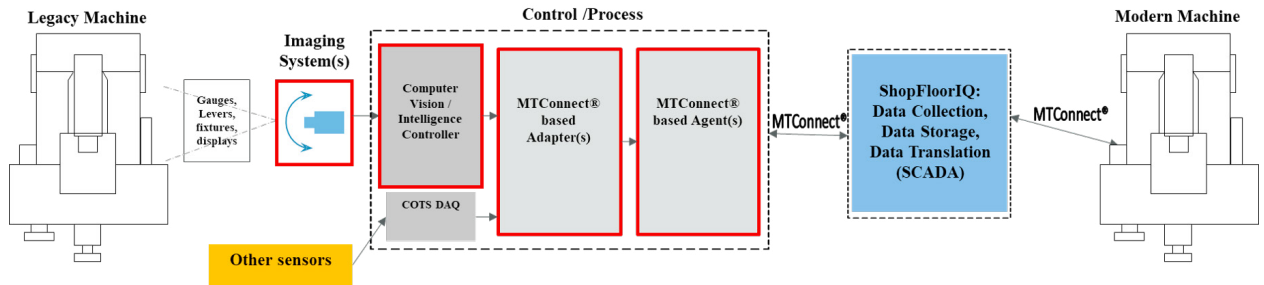 Legacy Machine
Imaging
System(s)
Control /Process
Modern Machine
Gauges,
Levers,
fixtures,
displays
Computer
Vision /
Intelligence
Controller
MTConnect®
based
Adapter(s)
MTConnect®
based Agent(s)
MTConnect®
ShopFloorIQ:
Data Collection,
Data Storage,
Data Translation
(SCADA)
MTConnect®
COTS DAQ
Other sensors